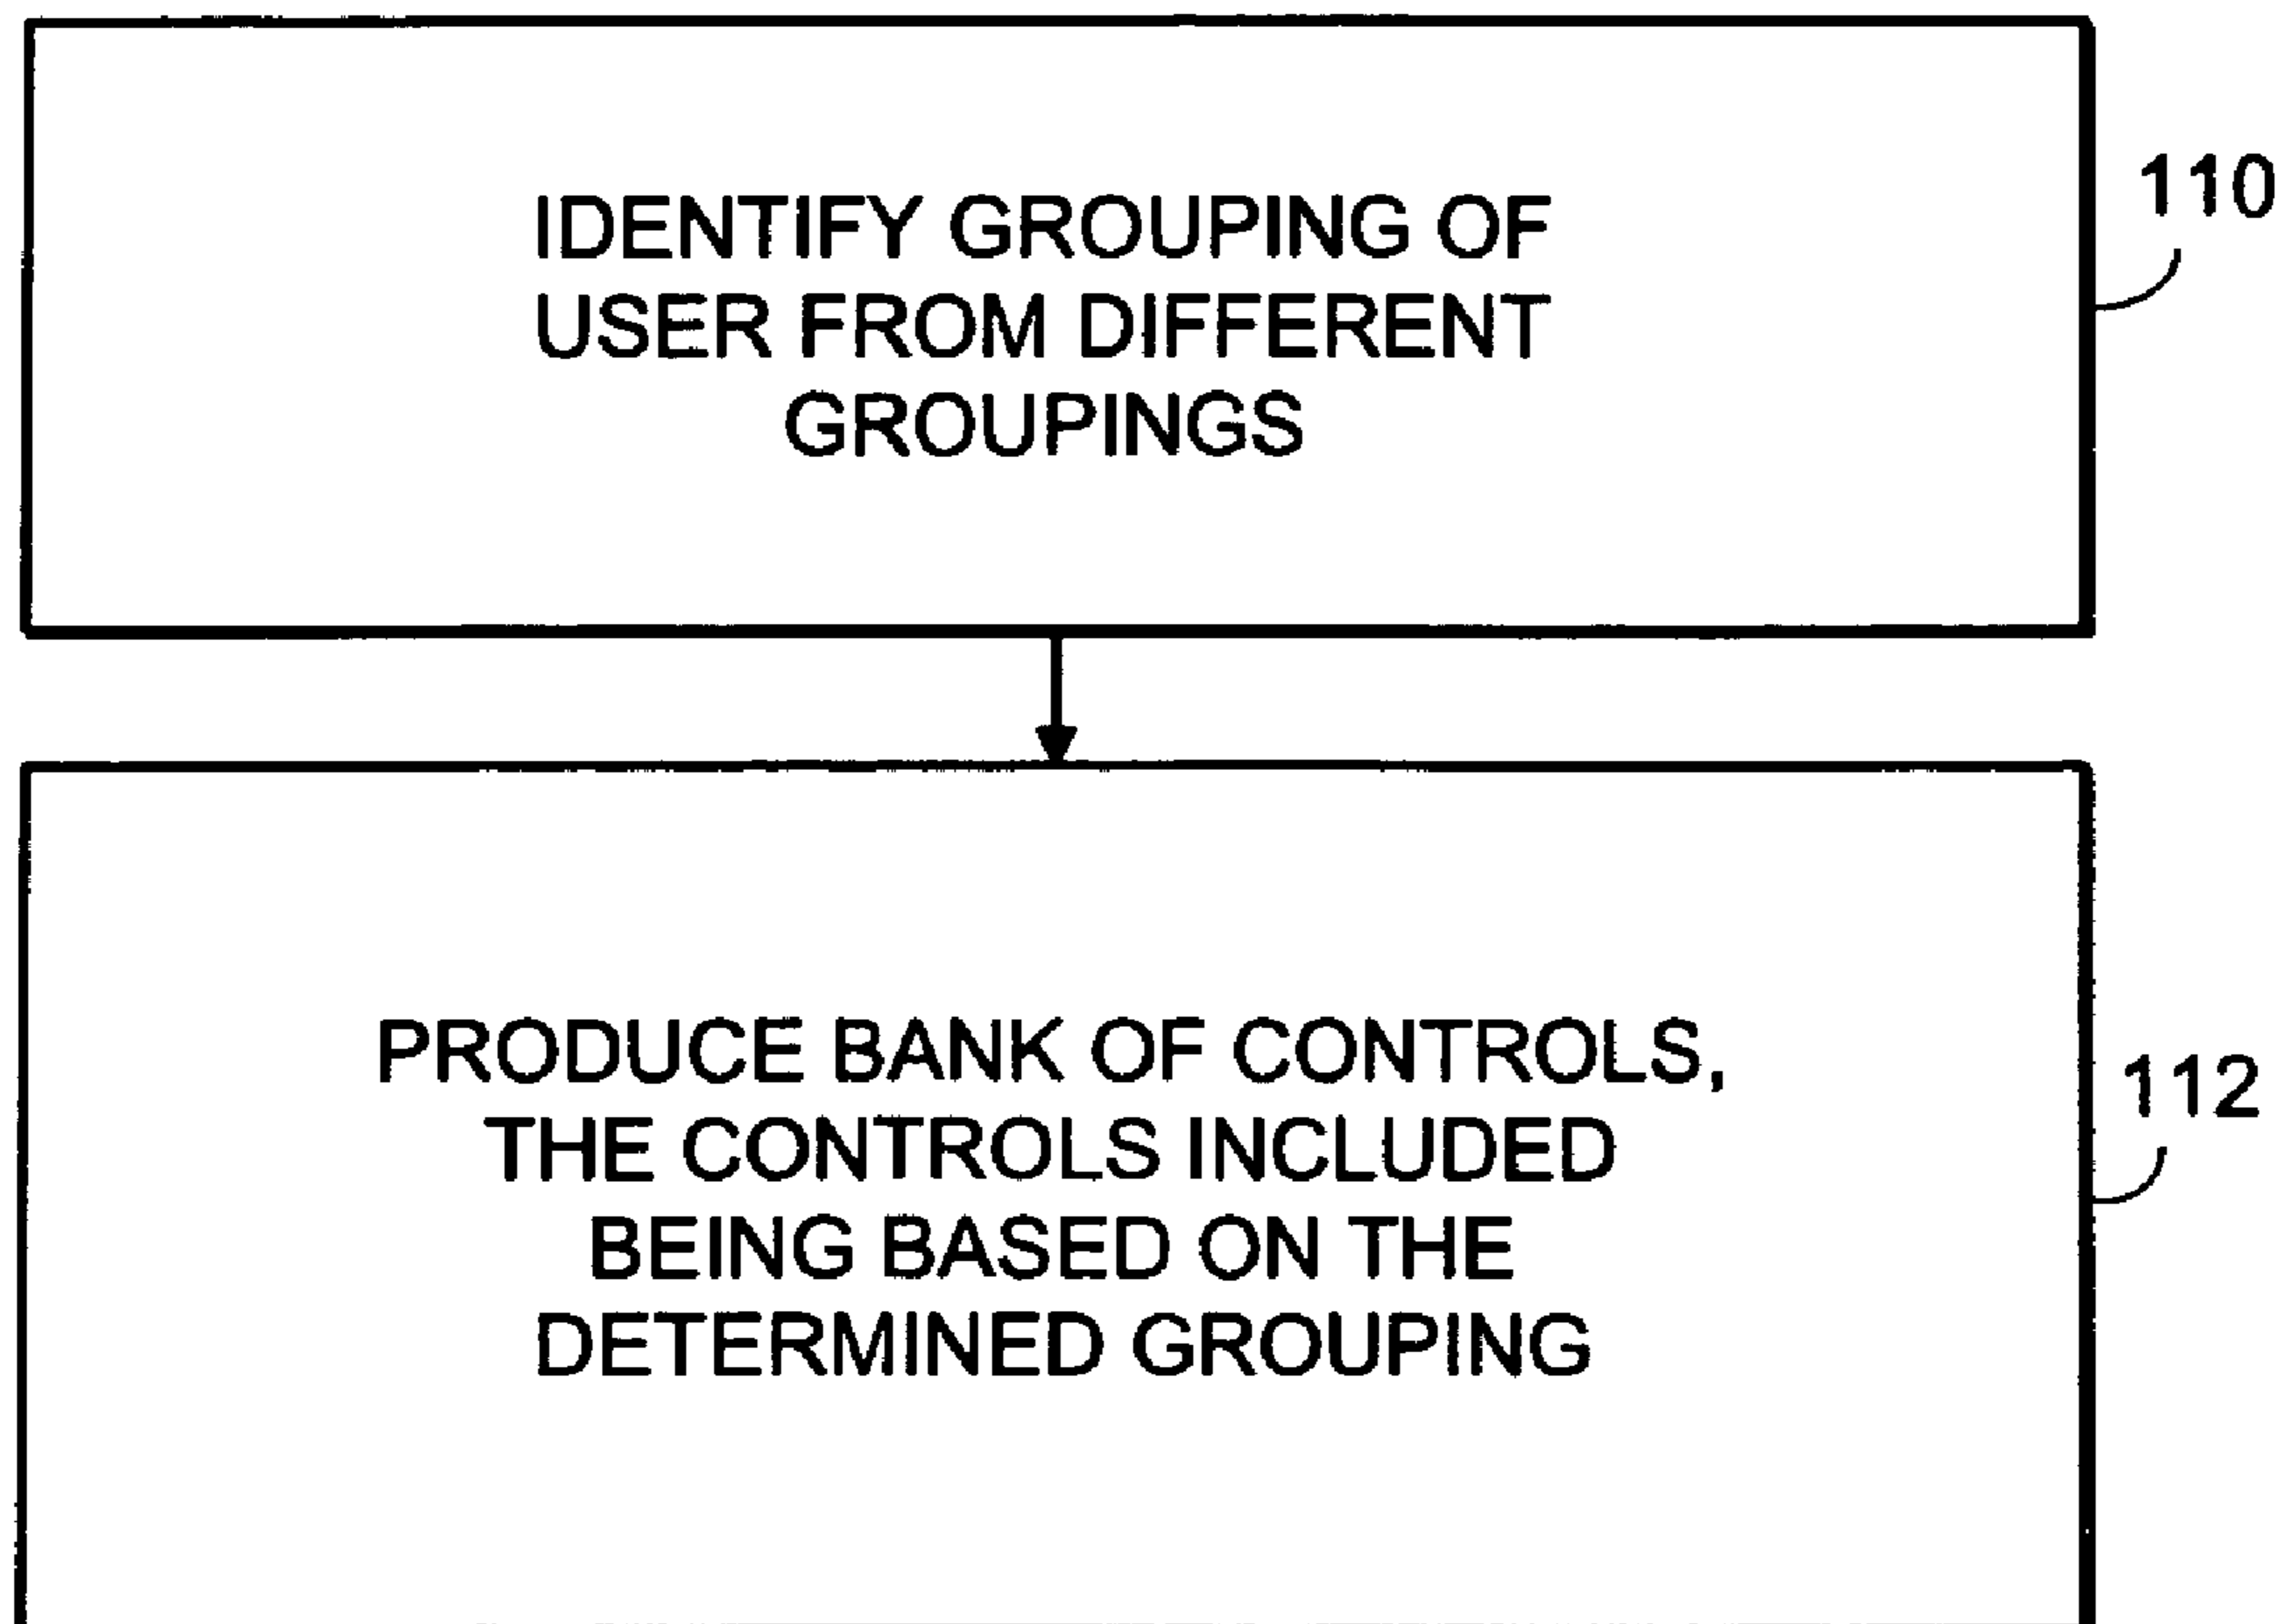 IDENTIFY GROUPING OF
USER FROM DIFFERENT
GROUPINGS
110
PRODUCE BANK OF CONTROLS,
THE CONTROLS INCLUDED
BEING BASED ON THE
DETERMINED GROUPING
112